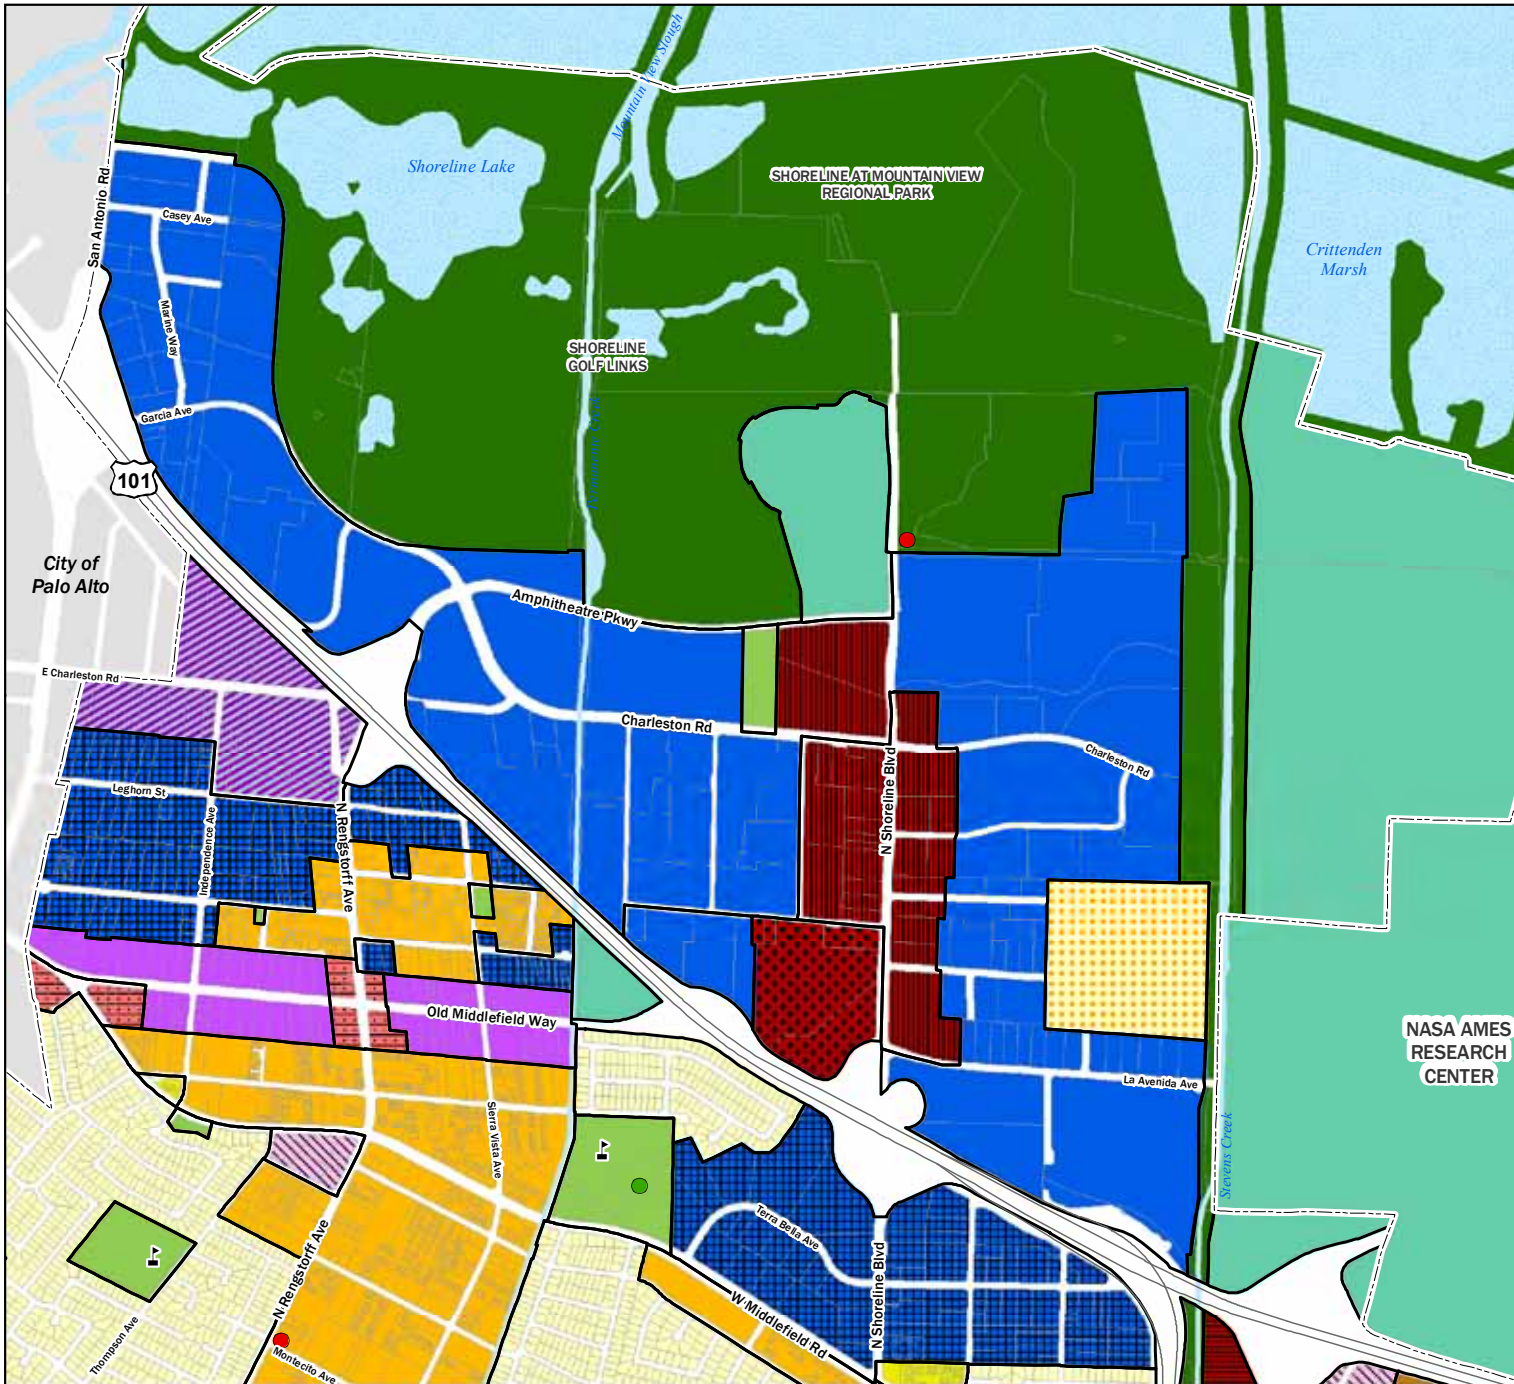 Mountain View Slough
Shoreline Lake
SHORELINE AT MOUNTAIN VIEW
REGIONAL PARK
San Antonio Rd
Casey Ave
Crittenden
Marsh
Marine Way
SHORELINE
GOLF LINKS
Garcia Ave
Permanente Creek
101
City of
Palo Alto
Amphitheatre Pkwy
E Charleston Rd
Charleston Rd
Charleston Rd
N Shoreline Blvd
Leghorn St
Independence Ave
N Rengstorff Ave
Old Middlefield Way
NASA AMES
RESEARCH
CENTER
La Avenida Ave
Sierra Vista Ave
Stevens Creek
Terra Bella Ave
N Shoreline Blvd
N Rengstorff Ave
W Middlefield Rd
Thompson Ave
Montecito Ave